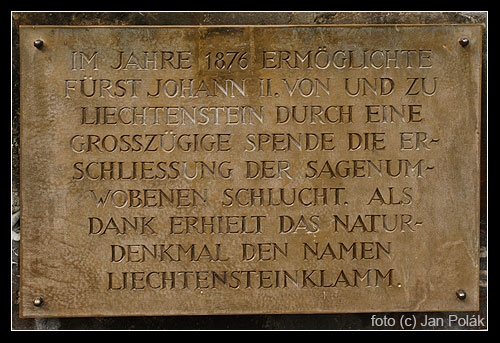 IM JAHRE 1876 ERMÖGLICHTE
FÜRST JOHANN II. VON UND ZU
LIECHTENSTEIN DURCH EINE
GROSSZÜGIGE SPENDE DIE ER-
SCHLIESSUNG DER SAGENUM-
WOBENEN SCHLUCHT. ALS
DANK ERHIELT DAS NATUR-
DENKMAL DEN NAMEN
LIECHTENSTEINKLAMM.
foto (c) Jan Polák